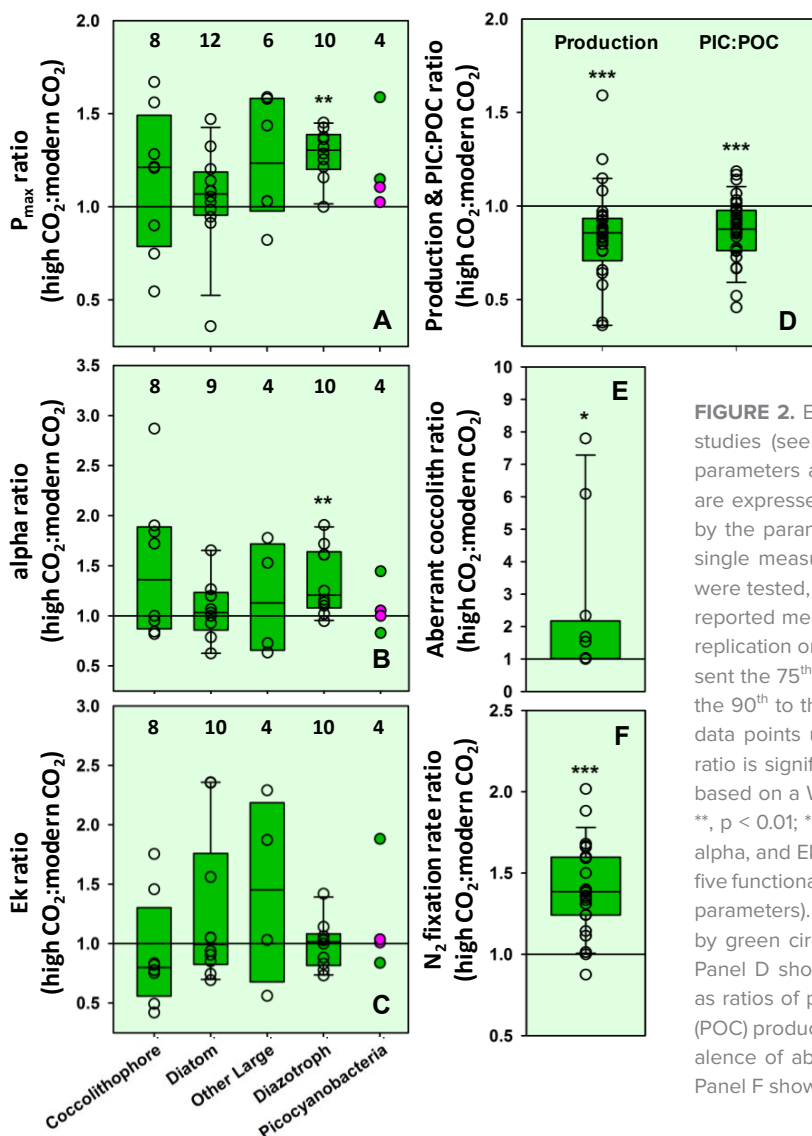 2.0
8 12 6 10 4
**
1.5
1.0
0.5
A
P_max ratio
(high CO₂:modern CO₂)
2.0
Production PIC:POC
***
***
1.5
1.0
0.5
D
Production & PIC:POC ratio
(high CO₂:modern CO₂)
3.5
8 9 4 10 4
3.0
2.5
2.0
**
1.5
1.0
0.5
B
alpha ratio
(high CO₂:modern CO₂)
10
E
9
8
*
7
6
5
4
3
2
1
0
Aberrant coccolith ratio
(high CO₂:modern CO₂)
3.0
8 10 4 10 4
2.5
2.0
1.5
1.0
0.5
C
Ek ratio
(high CO₂:modern CO₂)
Coccolithophore
Diatom
Other Large
Diazotroph
Picocyanobacteria
2.5
F
***
2.0
1.5
1.0
0.5
N₂ fixation rate ratio
(high CO₂:modern CO₂)
FIGURE 2. E
studies (see
parameters a
are expresse
by the param
single measu
were tested,
reported me
replication or
sent the 75th
the 90th to th
data points u
ratio is signif
based on a W
**, p < 0.01; *
alpha, and E
five functiona
parameters).
by green circ
Panel D sho
as ratios of p
(POC) produc
alence of ab
Panel F show